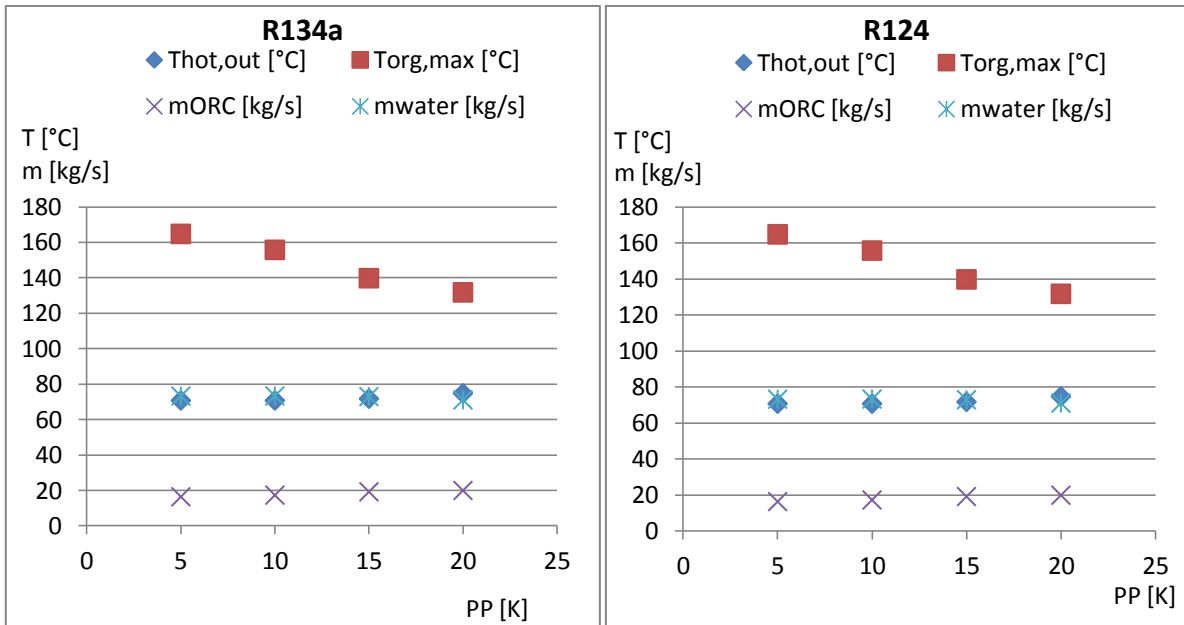 R134a
Thot,out [°C] Torg,max [°C]
mORC [kg/s] mwater [kg/s]
T [°C]
m [kg/s]
180
160
140
120
100
80
60
40
20
0
0 5 10 15 20 25
PP [K]
R124
Thot,out [°C] Torg,max [°C]
mORC [kg/s] mwater [kg/s]
T [°C]
m [kg/s]
180
160
140
120
100
80
60
40
20
0
0 5 10 15 20 25
PP [K]